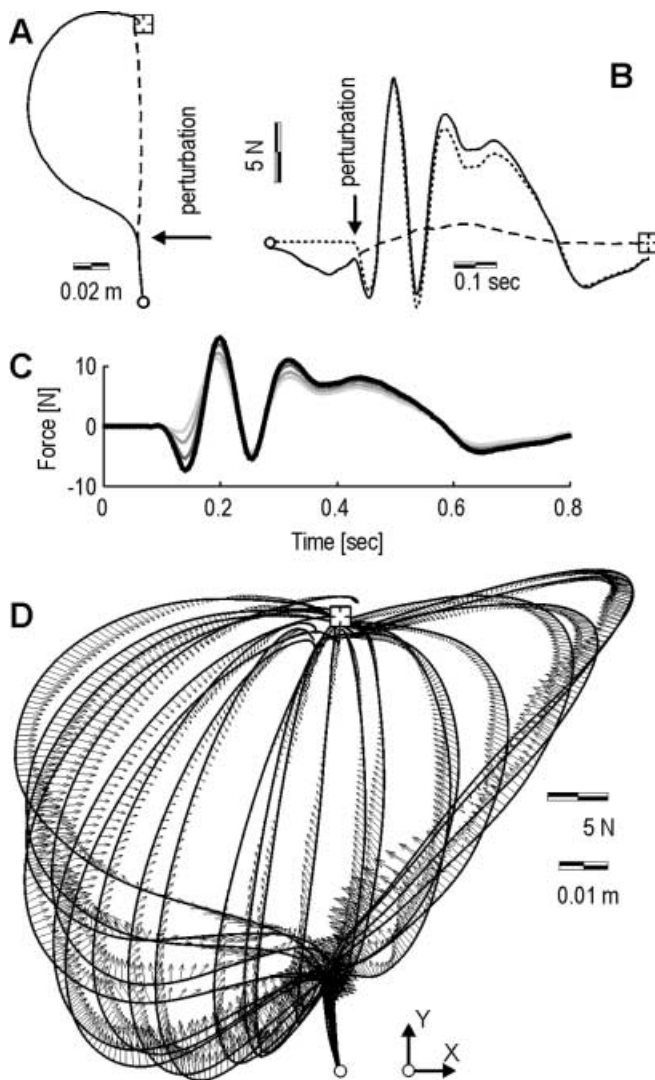 A
perturbation
0.02 m
B
5 N
perturbation
0.1 sec
C
Force [N]
10
0
-10
0
0.2
0.4
0.6
0.8
Time [sec]
D
5 N
0.01 m
Y
X